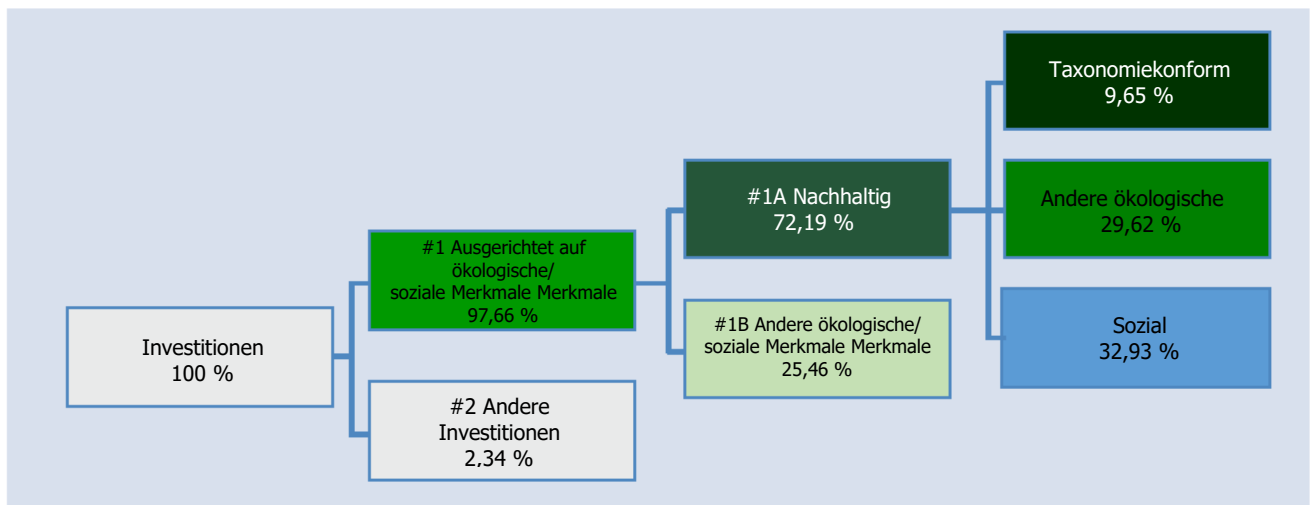 Investitionen
100 %
#1 Ausgerichtet auf
ökologische/
soziale Merkmale Merkmale
97,66 %
#2 Andere
Investitionen
2,34 %
#1A Nachhaltig
72,19 %
#1B Andere ökologische/
soziale Merkmale Merkmale
25,46 %
Taxonomiekonform
9,65 %
Andere ökologische
29,62 %
Sozial
32,93 %